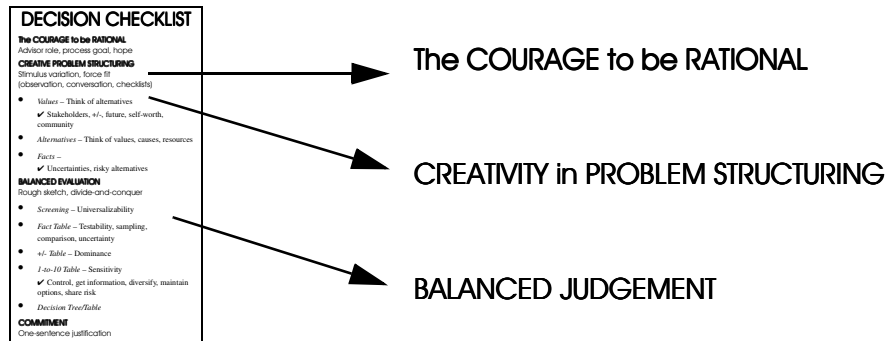 DECISION CHECKLIST
The COURAGE to be RATIONAL
Advisor role, process goal, hope
CREATIVE PROBLEM STRUCTURING
Stimulus variation, force fit
(observation, conversation, checklists)
• Values – Think of alternatives
✔ Stakeholders, +/-, future, self-worth,
community
• Alternatives – Think of values, causes, resources
• Facts –
✔ Uncertainties, risky alternatives
BALANCED EVALUATION
Rough sketch, divide-and-conquer
• Screening – Universalizability
• Fact Table – Testability, sampling,
comparison, uncertainty
• +/- Table – Dominance
• 1-to-10 Table – Sensitivity
✔ Control, get information, diversify, maintain
options, share risk
• Decision Tree/Table
COMMITMENT
One-sentence justification
The COURAGE to be RATIONAL
CREATIVITY in PROBLEM STRUCTURING
BALANCED JUDGEMENT